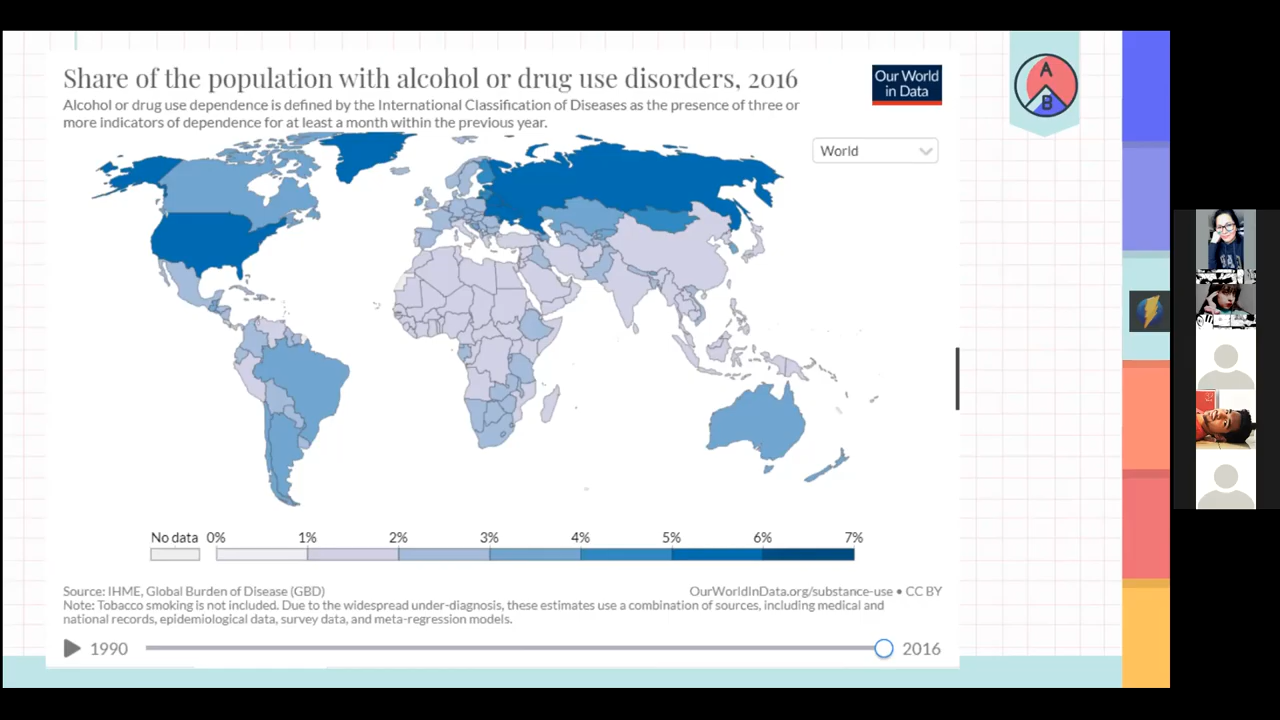 Share of the population with alcohol or drug use disorders, 2016
Alcohol or drug use dependence is defined by the International Classification of Diseases as the presence of three or
more indicators of dependence for at least a month within the previous year.
Our World
in Data
A
B
World
No data 0% 1% 2% 3% 4% 5% 6% 7%
Source: IHME, Global Burden of Disease (GBD)
OurWorldInData.org/substance-use • CC BY
Note: Tobacco smoking is not included. Due to the widespread under-diagnosis, these estimates use a combination of sources, including medical and
national records, epidemiological data, survey data, and meta-regression models.
1990 2016